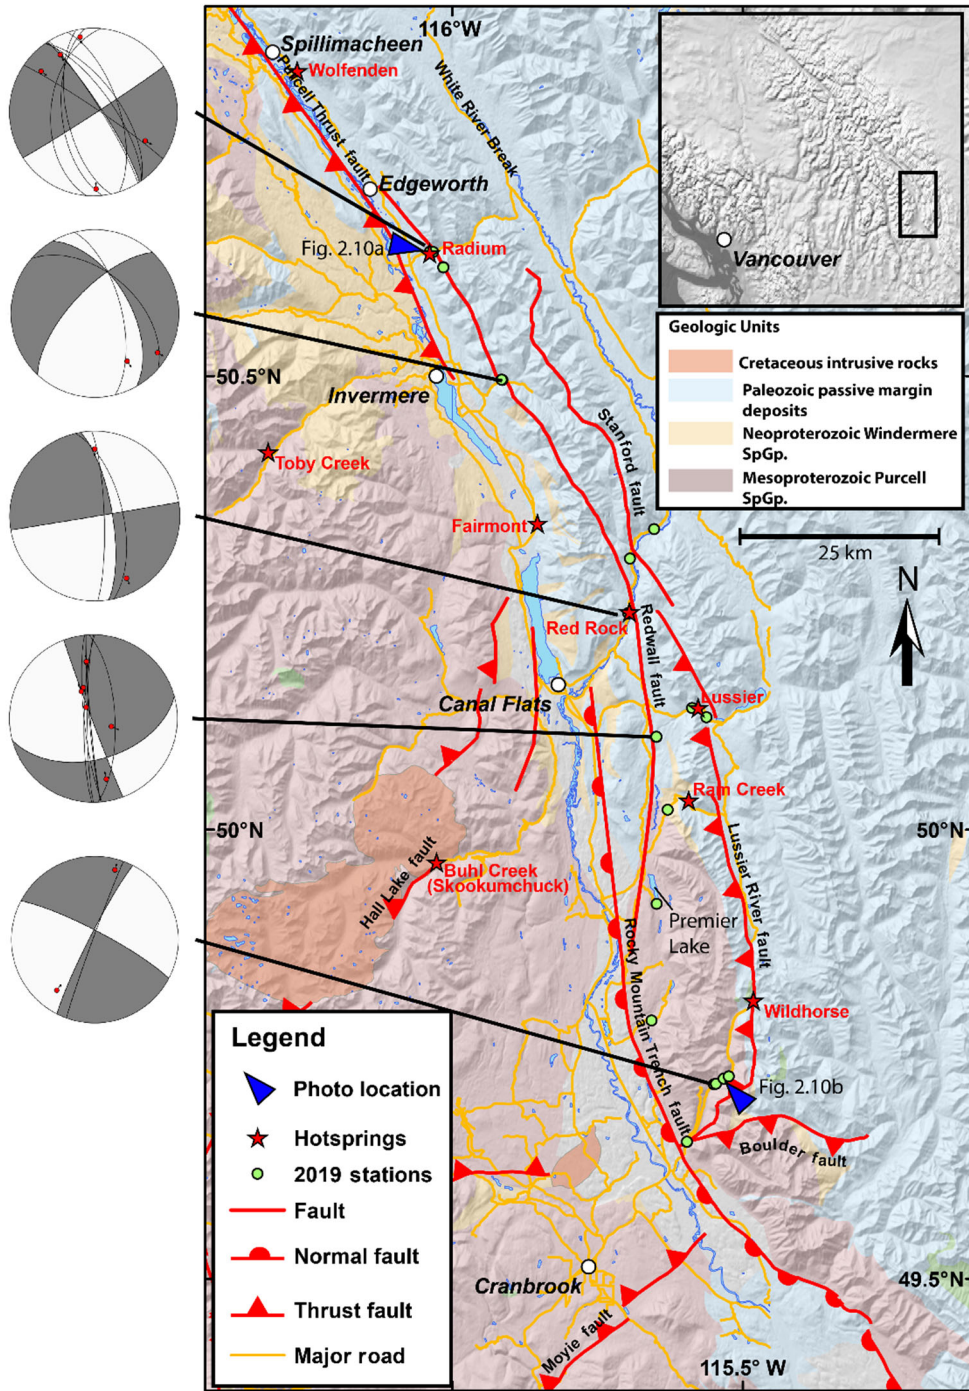 116°W
Spillimacheen
Wolfenden
Purcell Thrust fault
White River Break
Edgeworth
Fig. 2.10a
Radium
Vancouver
Geologic Units
Cretaceous intrusive rocks
Paleozoic passive margin
deposits
Neoproterozoic Windermere
SpGp.
Mesoproterozoic Purcell
SpGp.
50.5°N
Invermere
Toby Creek
Stanford fault
Fairmont
25 km
N
Red Rock
Redwall fault
Canal Flats
Lussier
Ram Creek
50°N
50°N
Hall Lake fault
Buhl Creek
(Skookumchuck)
Lussier River fault
Premier
Lake
Rocky Mountain Trench fault
Wildhorse
Fig. 2.10b
Boulder fault
Legend
Photo location
Hotsprings
2019 stations
Fault
Normal fault
Thrust fault
Major road
Cranbrook
49.5°N
Moyie fault
115.5° W